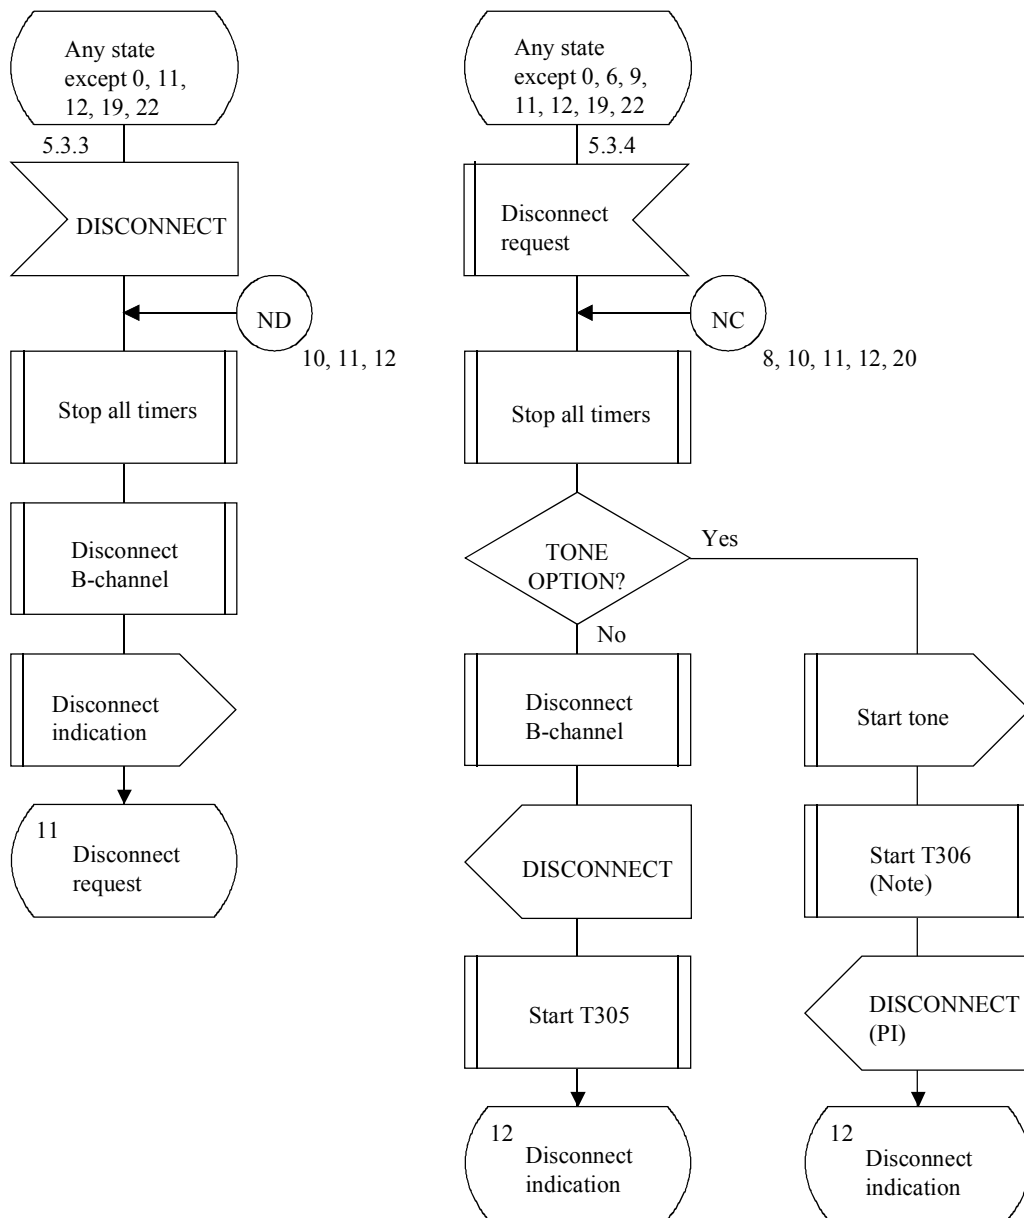 Any state
except 0, 11,
12, 19, 22
5.3.3
DISCONNECT
ND
10, 11, 12
Stop all timers
Disconnect
B-channel
Disconnect
indication
11
Disconnect
request
Any state
except 0, 6, 9,
11, 12, 19, 22
5.3.4
Disconnect
request
NC
8, 10, 11, 12, 20
Stop all timers
TONE
OPTION?
Yes
No
Disconnect
B-channel
DISCONNECT
Start T305
12
Disconnect
indication
Start tone
Start T306
(Note)
DISCONNECT
(PI)
12
Disconnect
indication